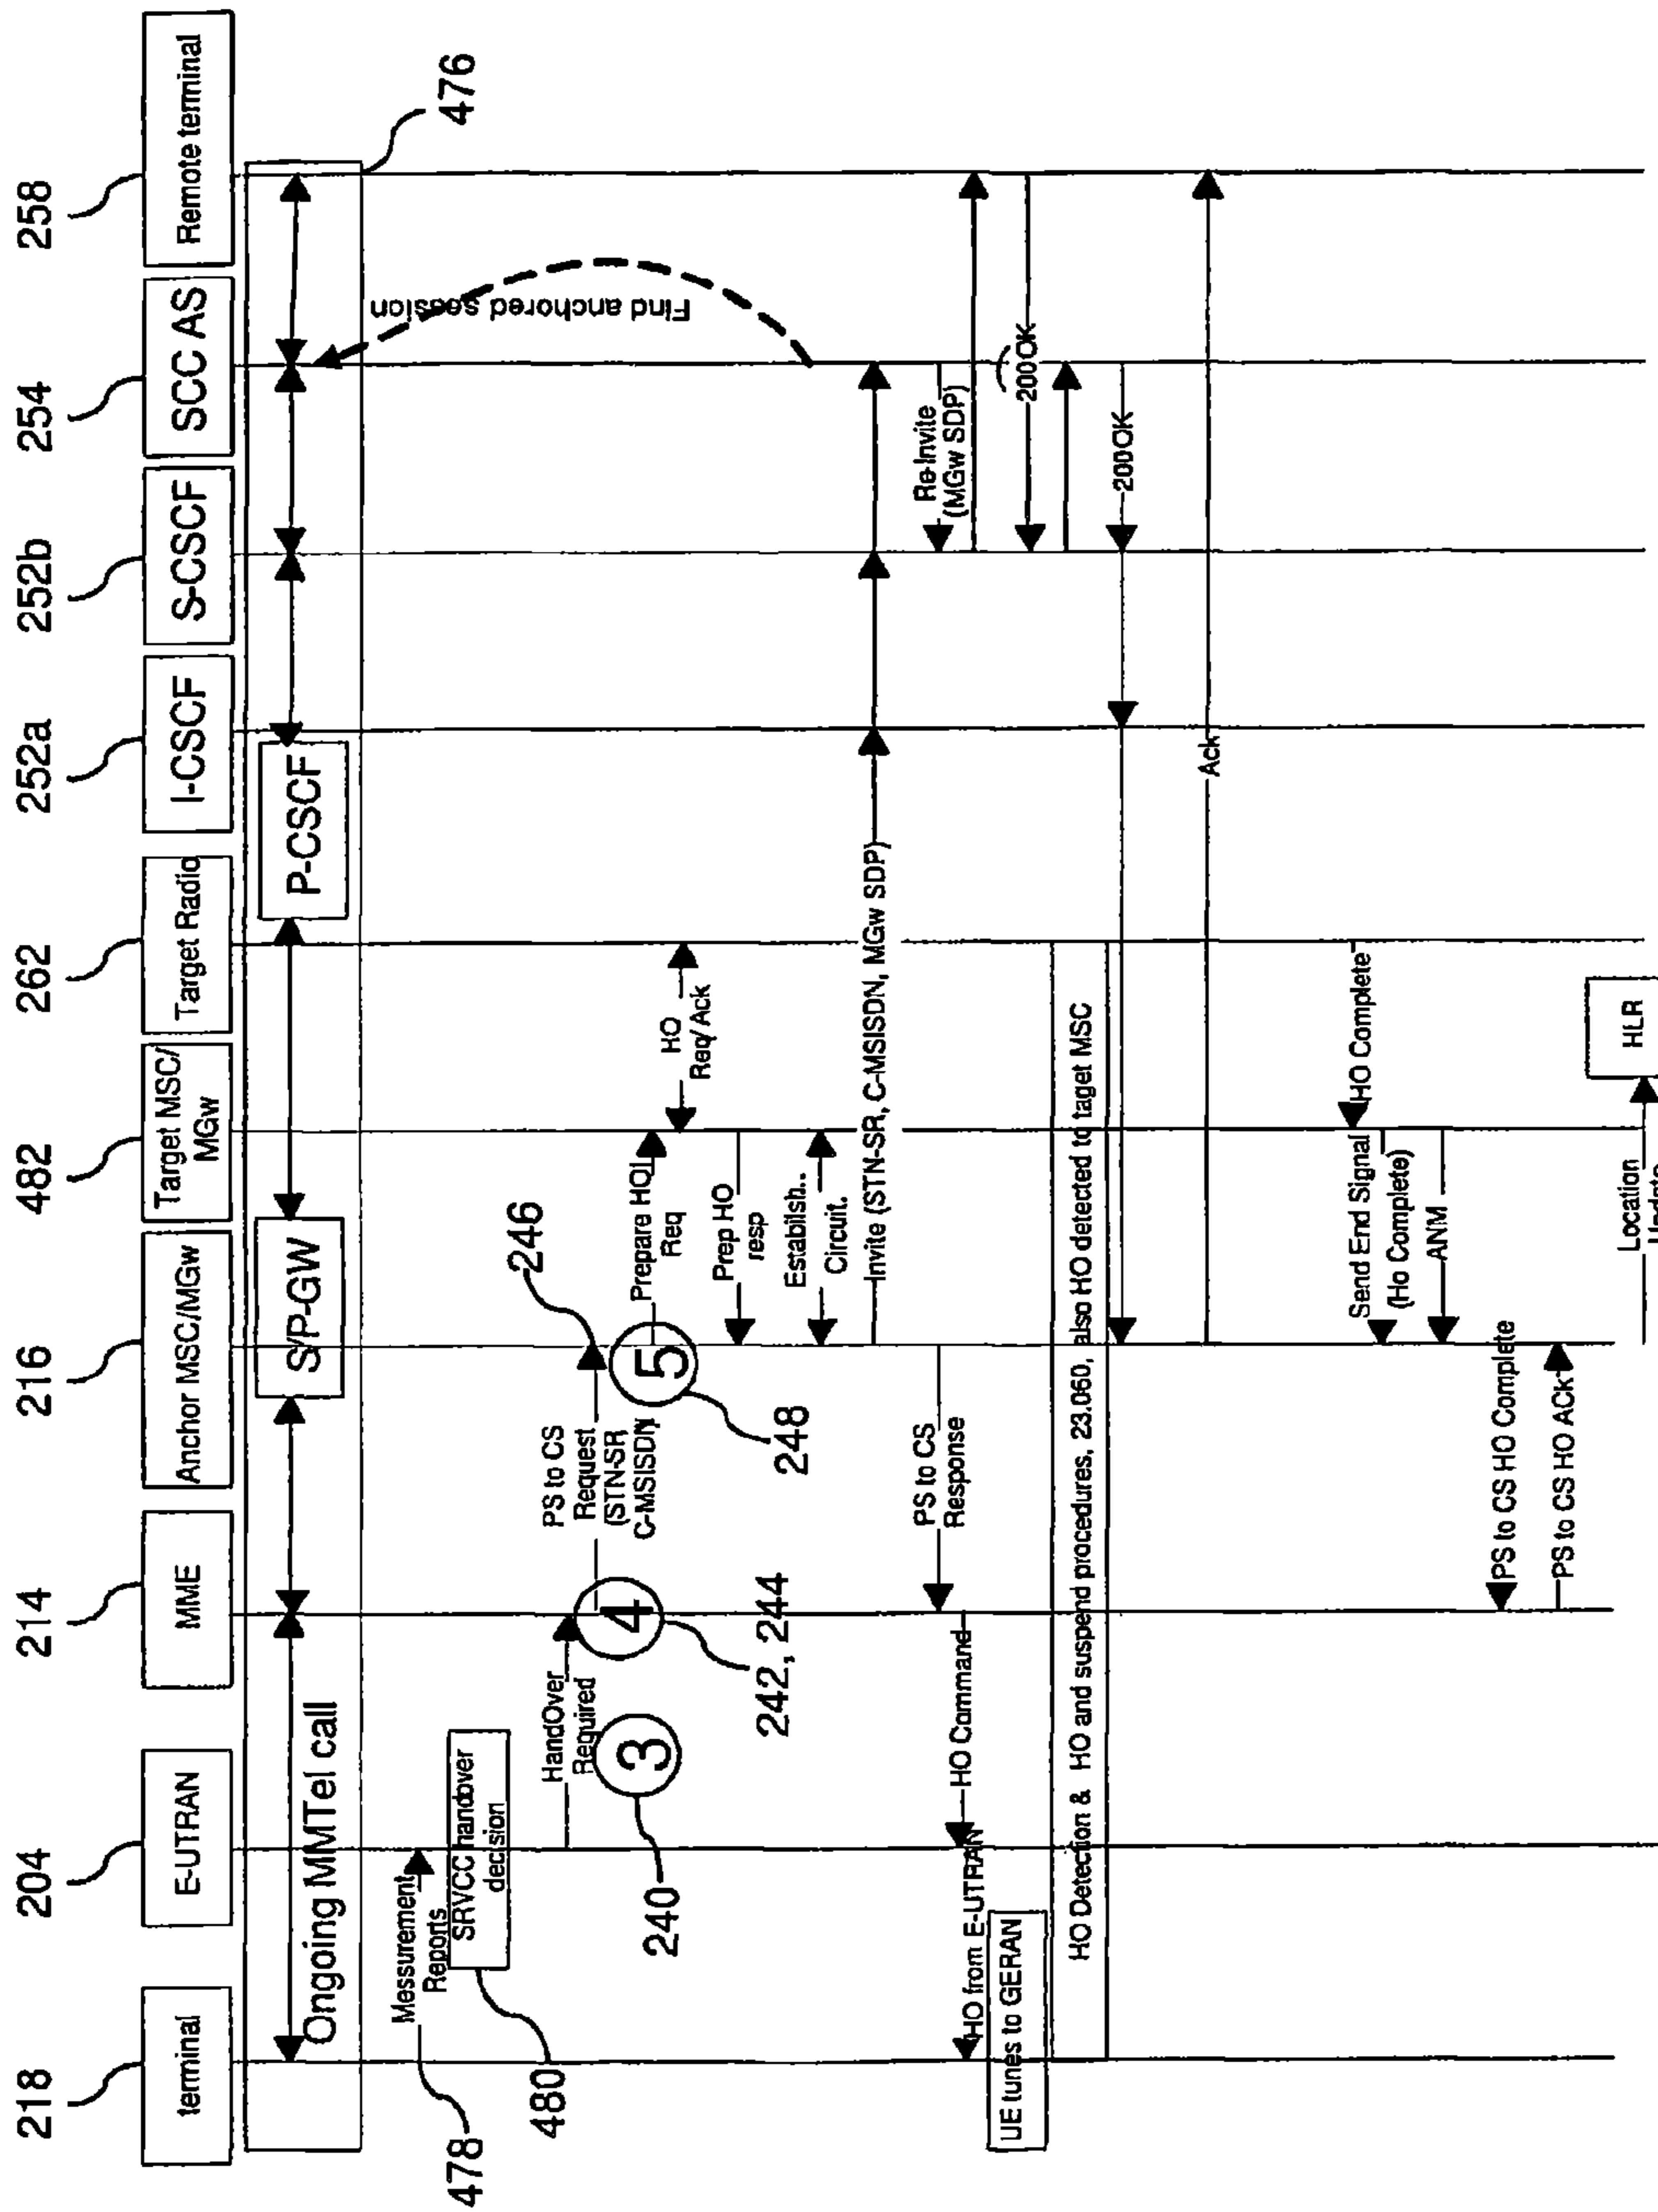 218
204
214
216
482
262
252a
252b
254
258
terminal
E-UTRAN
MME
Anchor MSC/MGw
Target MSC/
MGw
Target Radio
I-CSCF
S-CSCF
SCC AS
Remote terminal
S/P-GW
P-CSCF
Ongoing MMTel call
476
Find anchored session
Messurement
Reports
478
SRVCC handover
decision
480
HandOver
Required
3
240
4
242, 244
PS to CS
Request
(STN-SR
C-MSISDN)
246
5
248
Prepare HO
Req
HO
Req/Ack
Prep HO
resp
Establish..
Circuit.
Invite (STN-SR, C-MSISDN, MGw SDP)
PS to CS
Response
Re-Invite
(MGw SDP)
HO Command
HO from E-UTRAN
UE tunes to GERAN
200OK
200OK
HO Detection & HO and suspend procedures, 23.060, also HO detected to taget MSC
Ack
HO Complete
Send End Signal
(Ho Complete)
ANM
PS to CS HO Complete
PS to CS HO ACk
Location
Update
HLR